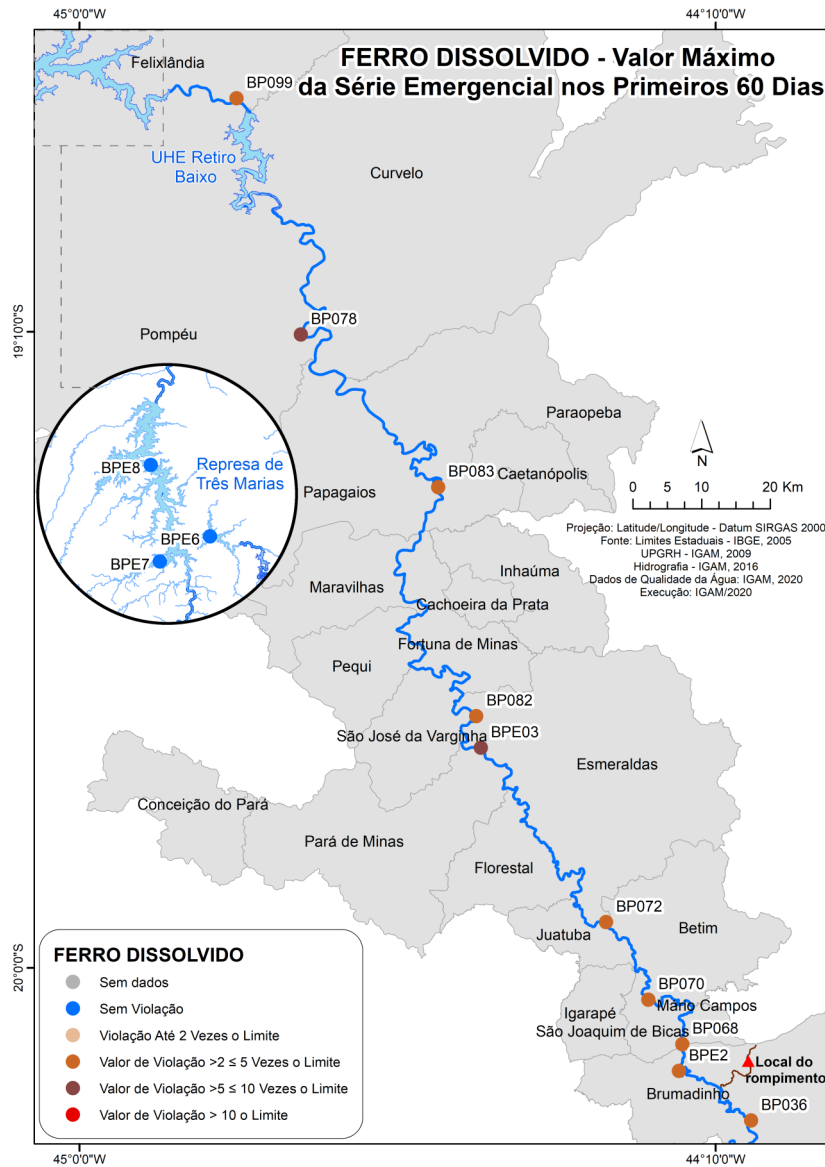 45°0'0"W
44°10'0"W
FERRO DISSOLVIDO - Valor Máximo
da Série Emergencial nos Primeiros 60 Dias
Felixlândia
BP099
UHE Retiro
Baixo
Curvelo
19°10'0"S
BP078
Pompéu
Paraopeba
BP083
Caetanópolis
N
0 5 10 20 Km
Papagaios
BPE8
Represa de
Três Marias
BPE6
BPE7
Projeção: Latitude/Longitude - Datum SIRGAS 2000
Fonte: Limites Estaduais - IBGE, 2005
UPGRH - IGAM, 2009
Hidrografia - IGAM, 2016
Dados de Qualidade da Água: IGAM, 2020
Execução: IGAM/2020
Inhaúma
Maravilhas
Cachoeira da Prata
Fortuna de Minas
Pequi
BP082
São José da Varginha
BPE03
Esmeraldas
Conceição do Pará
Pará de Minas
Florestal
BP072
Juatuba
Betim
20°0'0"S
BP070
Mário Campos
Igarapé
São Joaquim de Bicas
BP068
BPE2
Local do
rompimento
Brumadinho
BP036
FERRO DISSOLVIDO
Sem dados
Sem Violação
Violação Até 2 Vezes o Limite
Valor de Violação >2 ≤ 5 Vezes o Limite
Valor de Violação >5 ≤ 10 Vezes o Limite
Valor de Violação > 10 o Limite
45°0'0"W
44°10'0"W